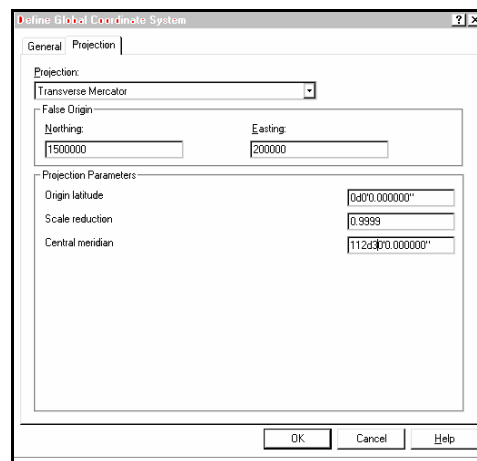 Define Global Coordinate System
General Projection
Projection:
Transverse Mercator
False Origin
Northing: Easting:
1500000 200000
Projection Parameters
Origin latitude 0d0'0.000000"
Scale reduction 0.9999
Central meridian 112d30'0.000000"
OK Cancel Help